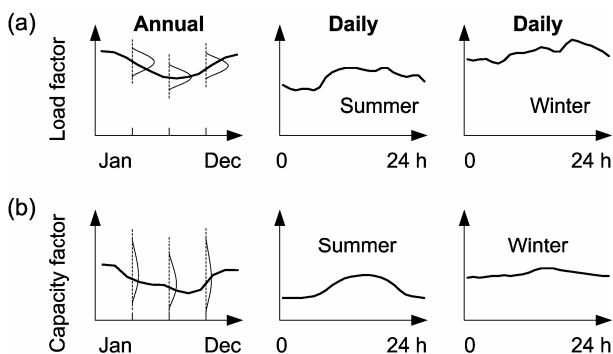 (a)
Annual
Daily
Daily
Load factor
Summer
Winter
Jan
Dec
0
24 h
0
24 h
(b)
Capacity factor
Summer
Winter
Jan
Dec
0
24 h
0
24 h